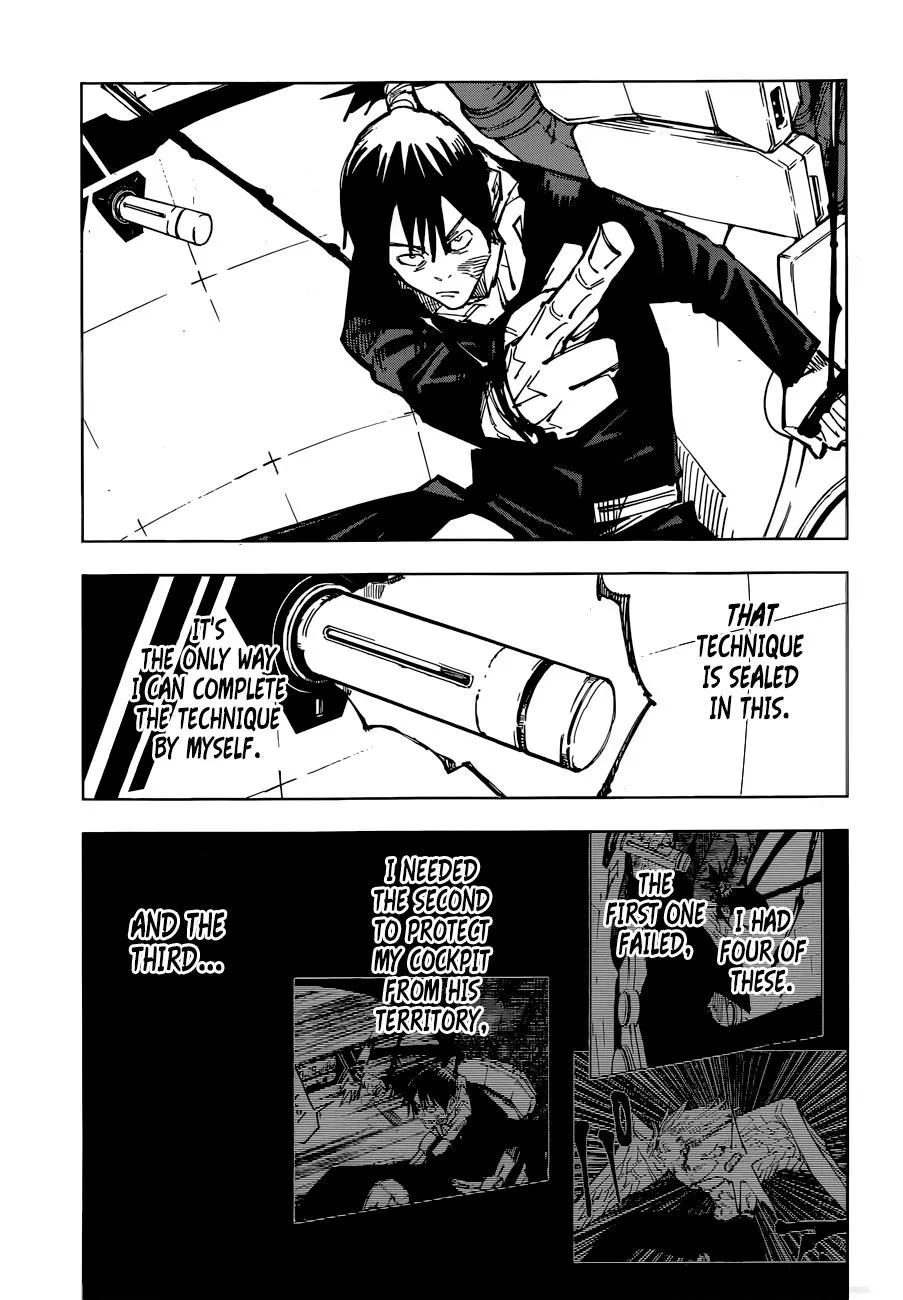 THAT
TECHNIQUE
IS SEALED
IN THIS.
IT'S
THE ONLY WAY
I CAN COMPLETE
THE TECHNIQUE
BY MYSELF.
I HAD
FOUR OF
THESE.
THE
FIRST ONE
FAILED,
I NEEDED
THE SECOND
TO PROTECT
MY COCKPIT
FROM HIS
TERRITORY,
AND THE
THIRD...